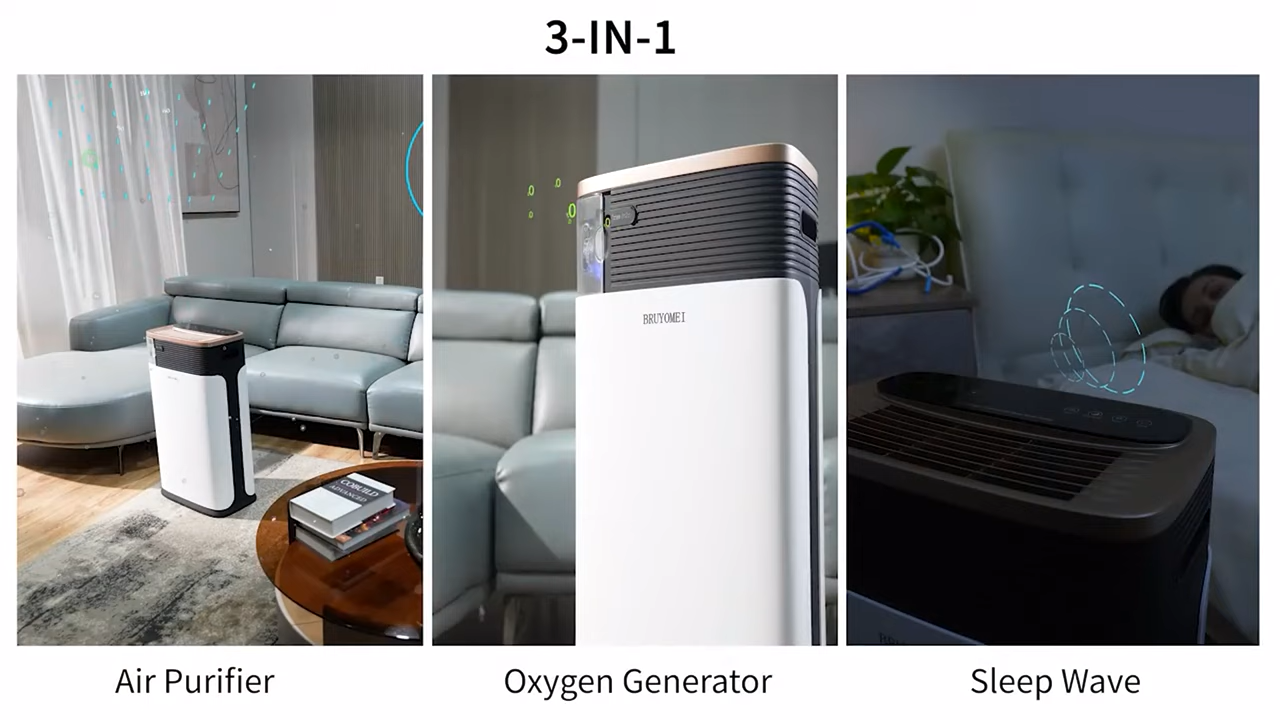 3-IN-1
BRUYOMEI
COBUILD
ADVANCED
Air Purifier
Oxygen Generator
Sleep Wave